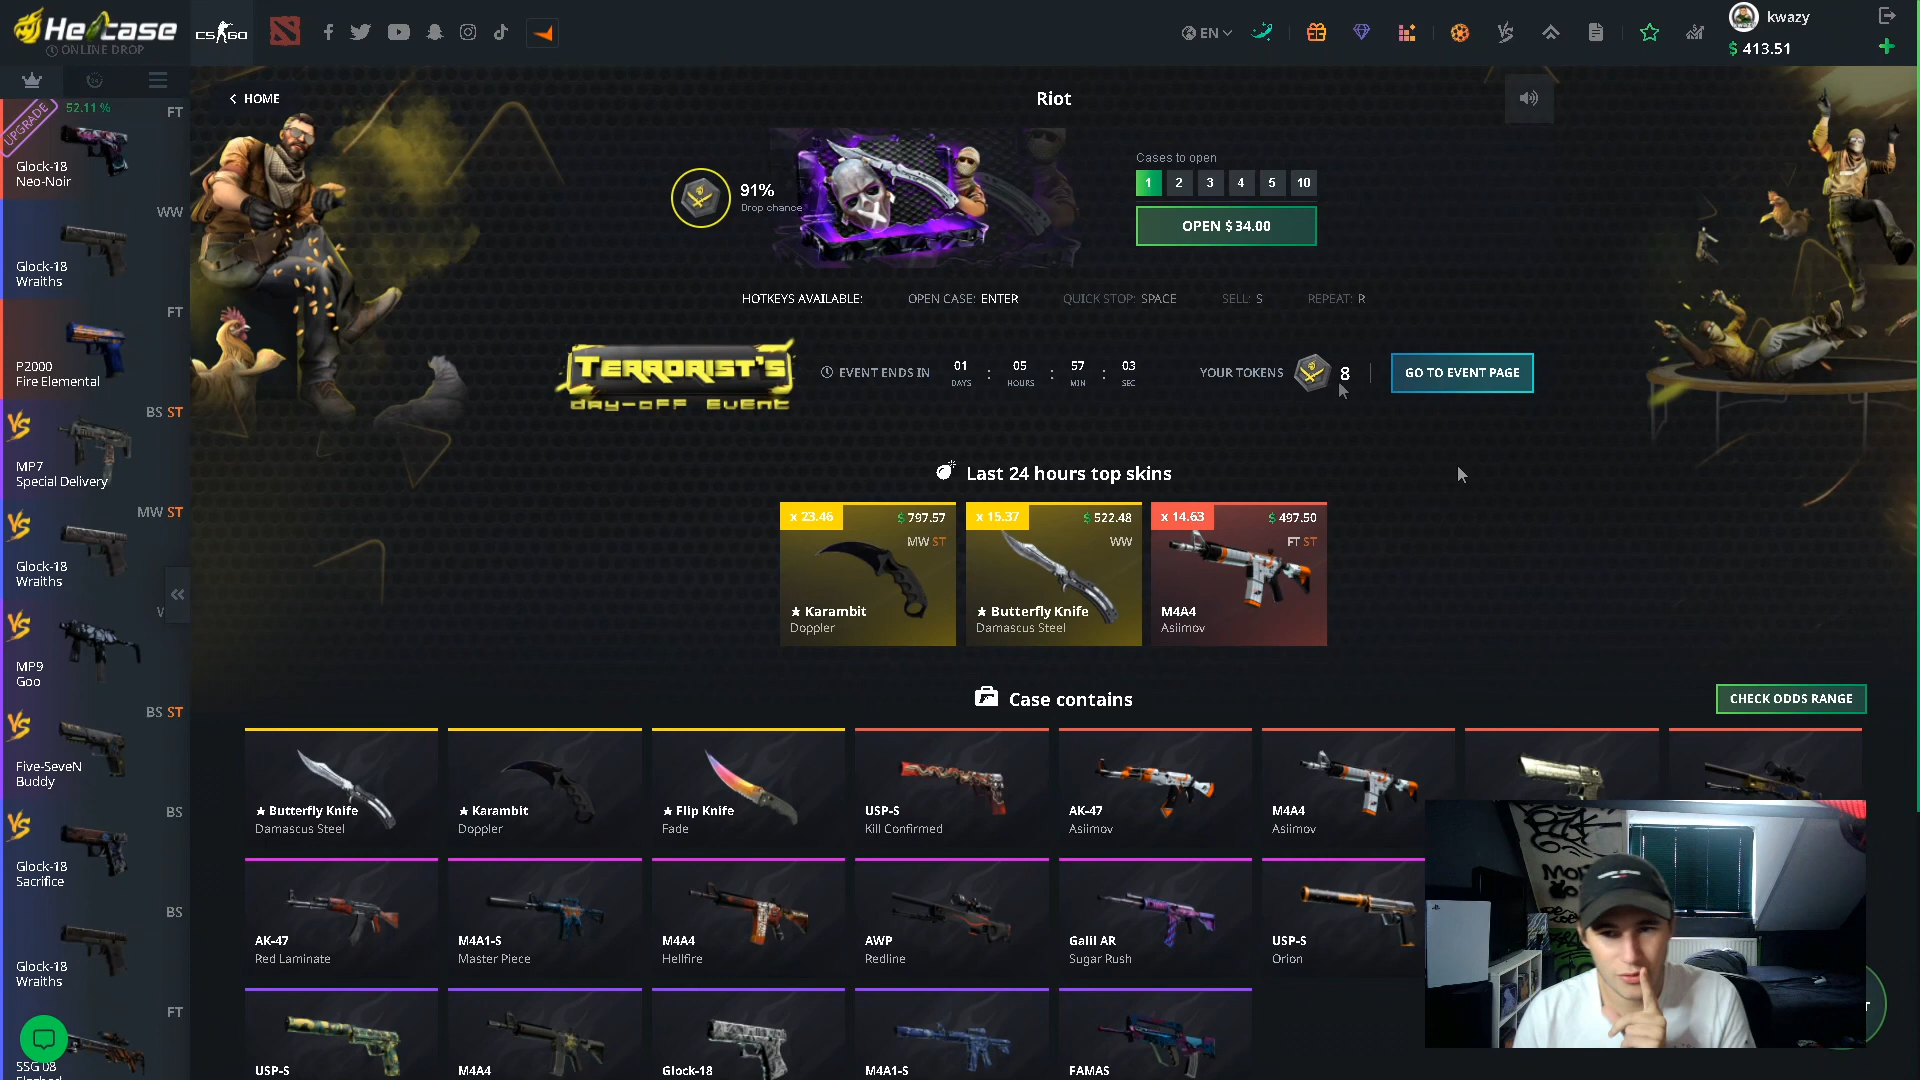 Hellcase
ONLINE DROP
CS GO
EN
kwazy
$ 413.51
52.11 %
UPGRADE
FT
Glock-18
Neo-Noir
WW
Glock-18
Wraiths
FT
P2000
Fire Elemental
BS ST
VS
MP7
Special Delivery
MW ST
VS
Glock-18
Wraiths
W
VS
MP9
Goo
BS ST
VS
Five-SeveN
Buddy
BS
VS
Glock-18
Sacrifice
BS
Glock-18
Wraiths
FT
SSG 08
HOME
Riot
91%
Drop chance
Cases to open
1 2 3 4 5 10
OPEN $ 34.00
HOTKEYS AVAILABLE: OPEN CASE: ENTER QUICK STOP: SPACE SELL: S REPEAT: R
TERRORIST'S
DAY-OFF EVENT
EVENT ENDS IN 01 : 05 : 57 : 03
DAYS HOURS MIN SEC
YOUR TOKENS 8
GO TO EVENT PAGE
Last 24 hours top skins
x 23.46 $ 797.57
MW ST
★ Karambit
Doppler
x 15.37 $ 522.48
WW
★ Butterfly Knife
Damascus Steel
x 14.63 $ 497.50
FT ST
M4A4
Asiimov
Case contains
CHECK ODDS RANGE
★ Butterfly Knife
Damascus Steel
★ Karambit
Doppler
★ Flip Knife
Fade
USP-S
Kill Confirmed
AK-47
Asiimov
M4A4
Asiimov
AK-47
Red Laminate
M4A1-S
Master Piece
M4A4
Hellfire
AWP
Redline
Galil AR
Sugar Rush
USP-S
Orion
USP-S
M4A4
Glock-18
M4A1-S
FAMAS